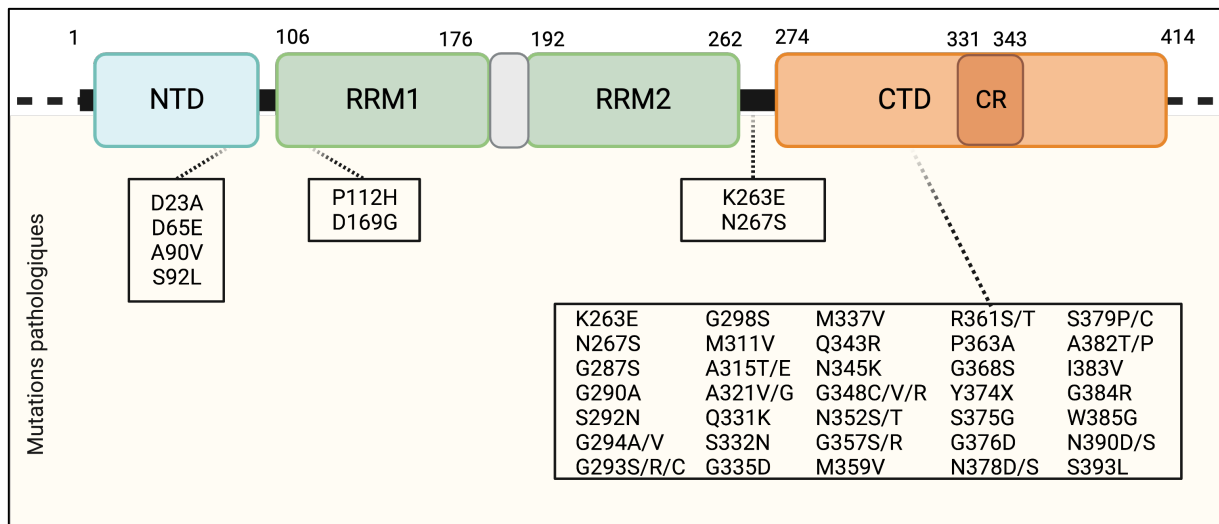 1 106 176 192 262 274 331 343 414
NTD RRM1 RRM2 CTD CR
D23A
D65E
A90V
S92L
P112H
D169G
K263E
N267S
Mutations pathologiques
K263E G298S M337V R361S/T S379P/C
N267S M311V Q343R P363A A382T/P
G287S A315T/E N345K G368S I383V
G290A A321V/G G348C/V/R Y374X G384R
S292N Q331K N352S/T S375G W385G
G294A/V S332N G357S/R G376D N390D/S
G293S/R/C G335D M359V N378D/S S393L